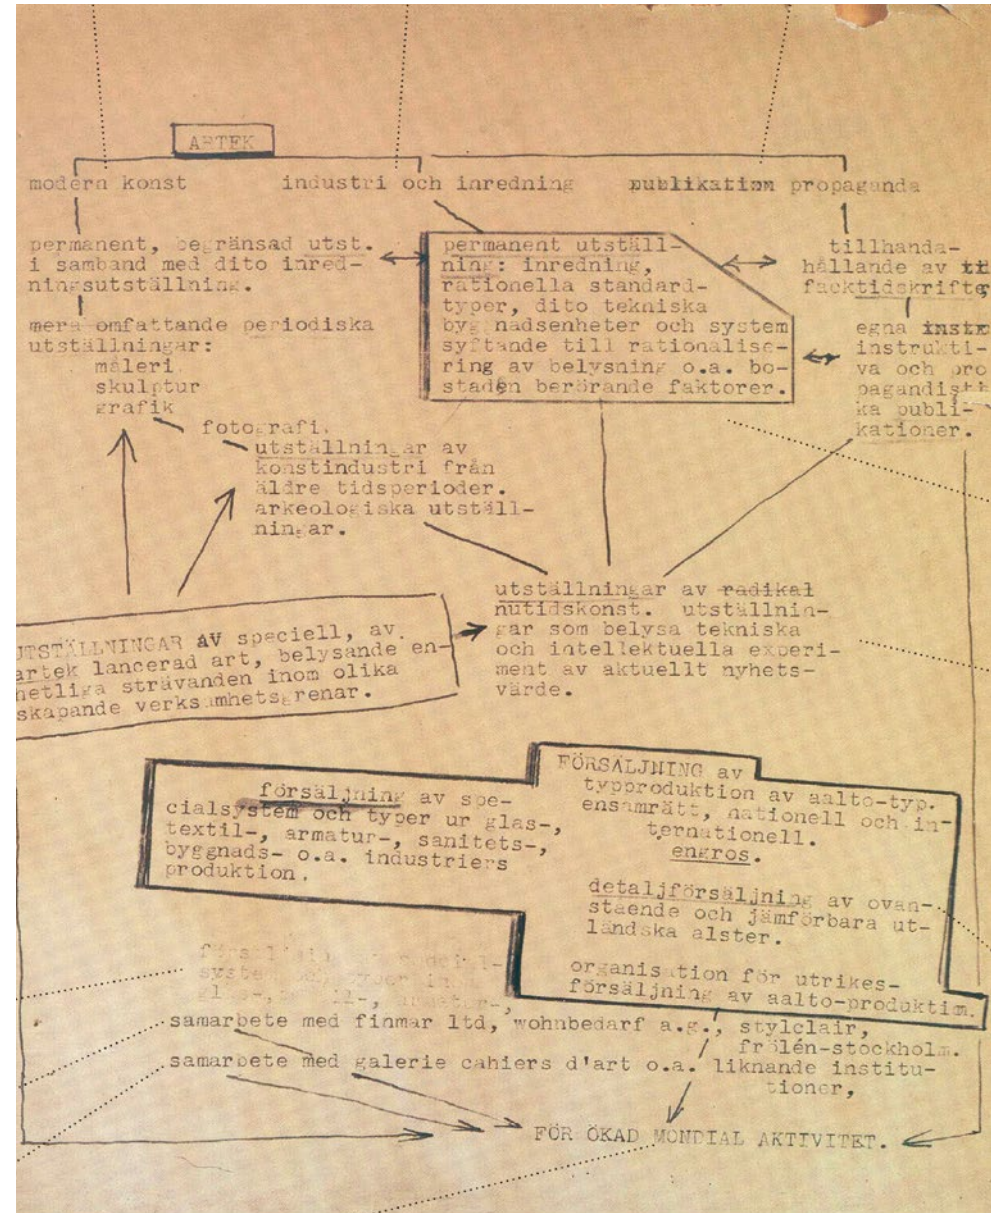 ARTEK
modern konst
industri och inredning
publikation propaganda
permanent, begränsad utst.
i samband med dito inred-
ningsutställning.
mera omfattande periodiska
utställningar:
måleri
skulptur
grafik
fotografi.
utställningar av
konstindustri från
äldre tidsperioder.
arkeologiska utställ-
ningar.
permanent utställ-
ning: inredning,
rationella standard-
typer, dito tekniska
byggnadsenheter och system
syftande till rationalise-
ring av belysning o.a. bo-
staden berörande faktorer.
tillhanda-
hållande av
facktidskrifter,
egna
instrukti-
va och pro
pagandistis
ka publi-
kationer.
UTSTÄLLNINGAR AV speciell, av
artek lancerad art, belysande en-
hetliga strävanden inom olika
skapande verksamhetsgrenar.
utställningar av radikal
nutidskonst. utställnin-
gar som belysa tekniska
och intellektuella experi-
ment av aktuellt nyhets-
värde.
försäljning av spe-
cialsystem och typer ur glas-,
textil-, armatur-, sanitets-,
byggnads- o.a. industriers
produktion.
FÖRSÄLJNING av
typproduktion av aalto-typ.
ensamrätt, nationell och in-
ternationell.
engros.
detaljförsäljning av ovan-
stående och jämförbara ut-
ländska alster.
organisation för utrikes-
försäljning av aalto-produktion.
samarbete med finmar ltd, wohnbedarf a.g., stylclair,
frölén-stockholm.
samarbete med galerie cahiers d'art o.a. liknande institu-
tioner,
FÖR ÖKAD MONDIAL AKTIVITET.